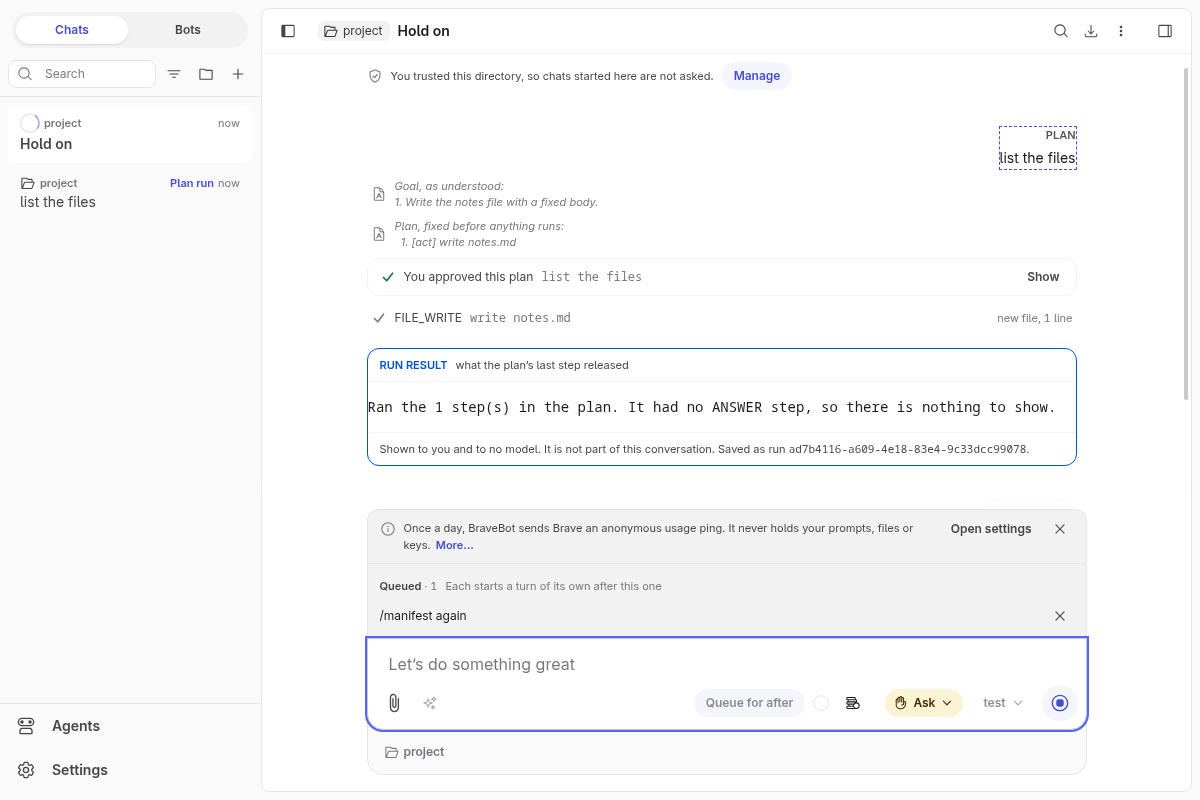 Chats
Bots
Search
project
now
Hold on
project
Plan run now
list the files
Agents
Settings
project
Hold on
You trusted this directory, so chats started here are not asked.
Manage
PLAN
list the files
Goal, as understood:
1. Write the notes file with a fixed body.
Plan, fixed before anything runs:
1. [act] write notes.md
You approved this plan list the files
Show
FILE_WRITE write notes.md
new file, 1 line
RUN RESULT what the plan’s last step released
Ran the 1 step(s) in the plan. It had no ANSWER step, so there is nothing to show.
Shown to you and to no model. It is not part of this conversation. Saved as run ad7b4116-a609-4e18-83e4-9c33dcc99078.
Once a day, BraveBot sends Brave an anonymous usage ping. It never holds your prompts, files or
keys. More...
Open settings
Queued · 1 Each starts a turn of its own after this one
/manifest again
Let’s do something great
Queue for after
Ask
test
project